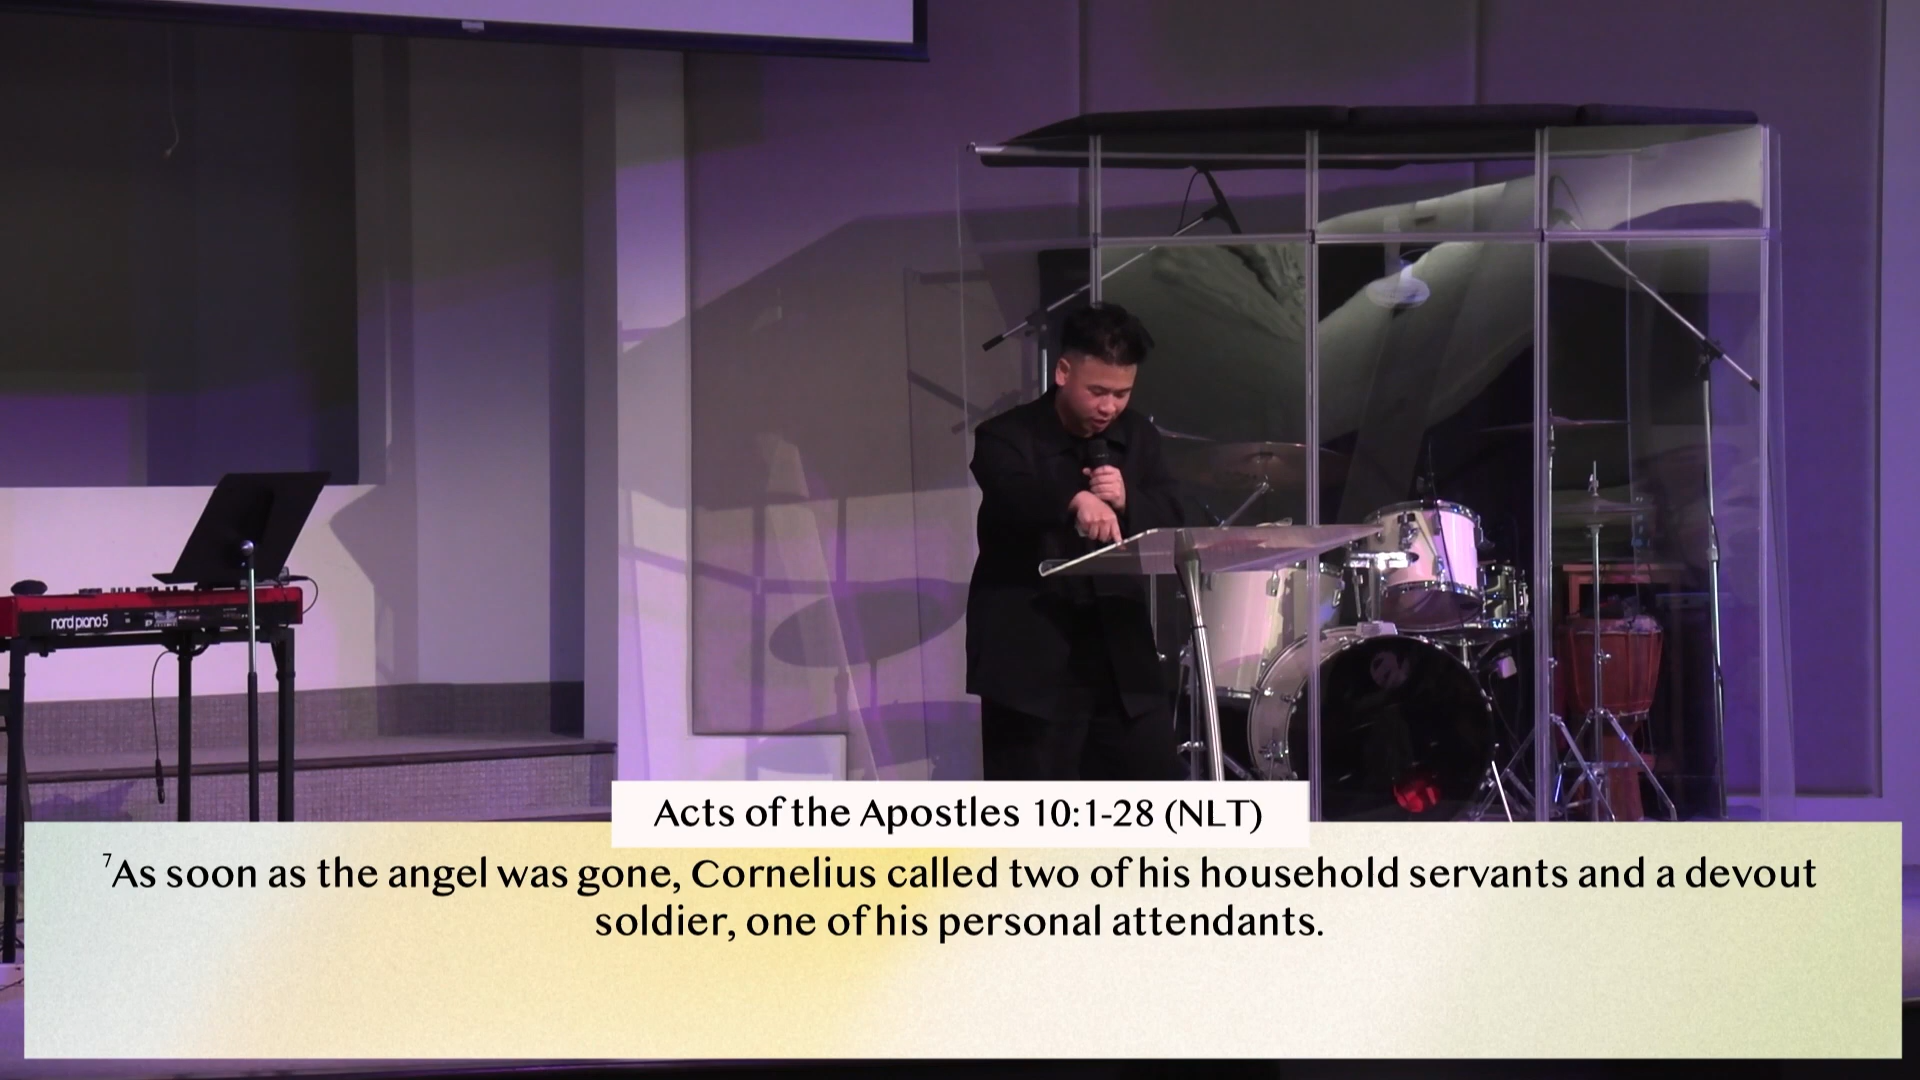 nord piano 5
Acts of the Apostles 10:1-28 (NLT)
7As soon as the angel was gone, Cornelius called two of his household servants and a devout
soldier, one of his personal attendants.